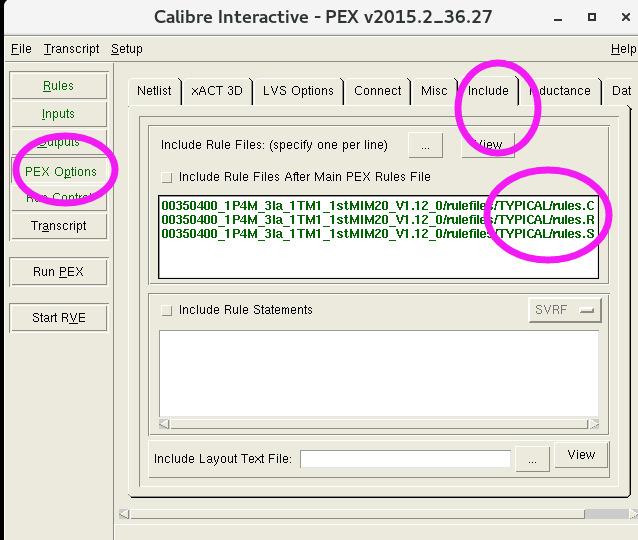 Calibre Interactive - PEX v2015.2_36.27
File Transcript Setup Help
Rules
Inputs
Outputs
PEX Options
Run Control
Transcript
Run PEX
Start RVE
Netlist xACT 3D LVS Options Connect Misc Include Inductance Dat
Include Rule Files: (specify one per line) ... View
Include Rule Files After Main PEX Rules File
00350400_1P4M_3Ia_1TM1_1stMIM20_V1.12_0/rulefiles/TYPICAL/rules.C
00350400_1P4M_3Ia_1TM1_1stMIM20_V1.12_0/rulefiles/TYPICAL/rules.R
00350400_1P4M_3Ia_1TM1_1stMIM20_V1.12_0/rulefiles/TYPICAL/rules.S
Include Rule Statements SVRF
Include Layout Text File: ... View